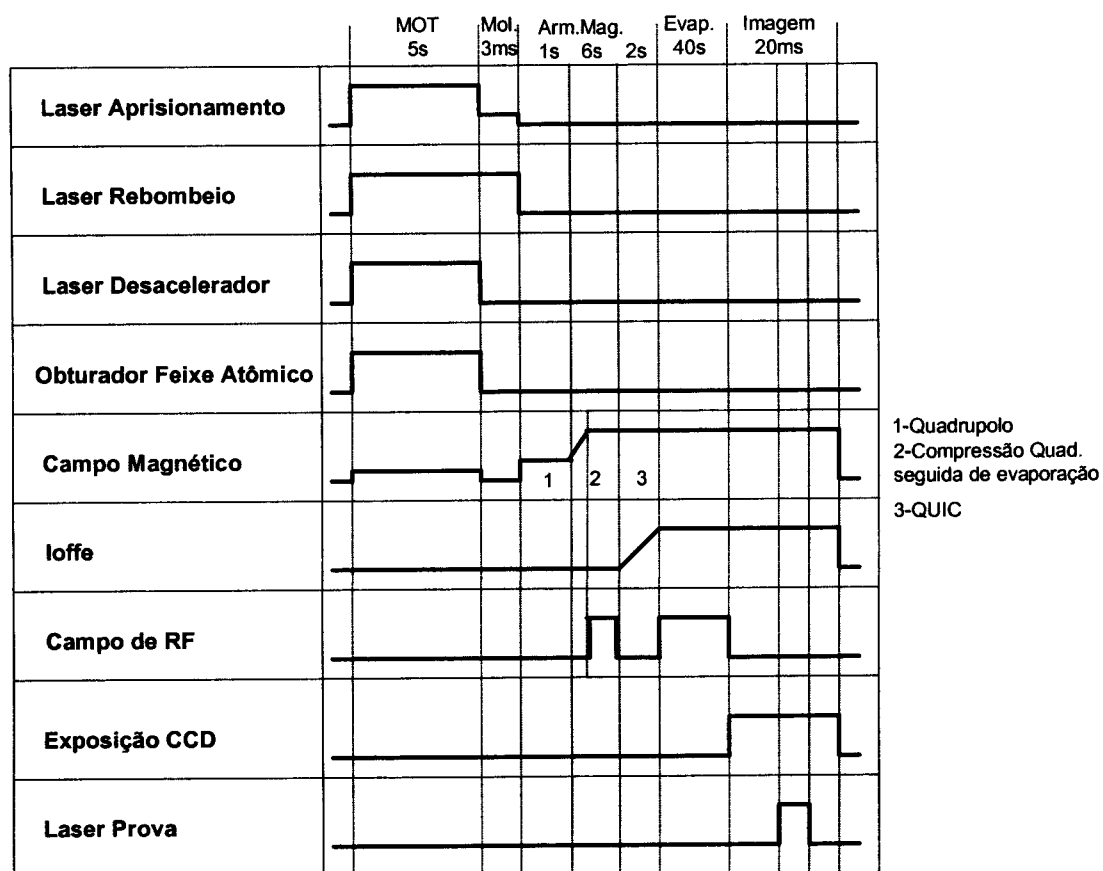 MOT Mol. Arm.Mag. Evap. Imagem
5s 3ms 1s 6s 2s 40s 20ms
Laser Aprisionamento
Laser Rebombeio
Laser Desacelerador
Obturador Feixe Atômico
Campo Magnético
1 2 3
1-Quadrupolo
2-Compressão Quad.
seguida de evaporação
3-QUIC
Ioffe
Campo de RF
Exposição CCD
Laser Prova